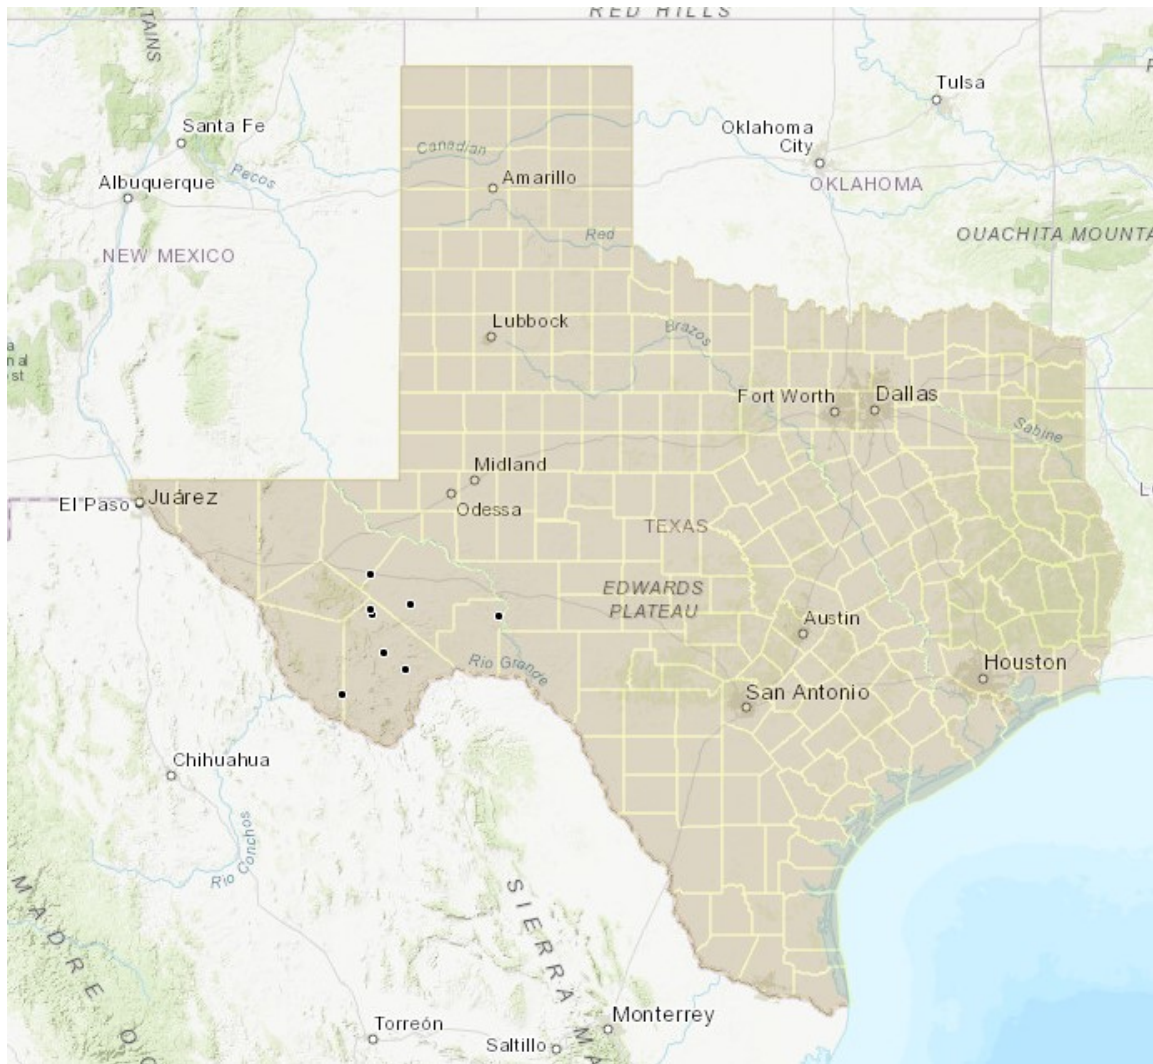 RED HILLS
TAINS
Tulsa
Santa Fe
Oklahoma
City
Canadian
Pecos
Albuquerque
Amarillo
OKLAHOMA
NEW MEXICO
Red
OUACHITA MOUNTA
Lubbock
Brazos
a
nal
est
Fort Worth
Dallas
Sabine
Midland
El Paso
Juárez
Odessa
TEXAS
EDWARDS
PLATEAU
Austin
Rio Grande
Houston
San Antonio
Chihuahua
Rio Conchos
MADRE O
SIERRA MA
Monterrey
Torreón
Saltillo